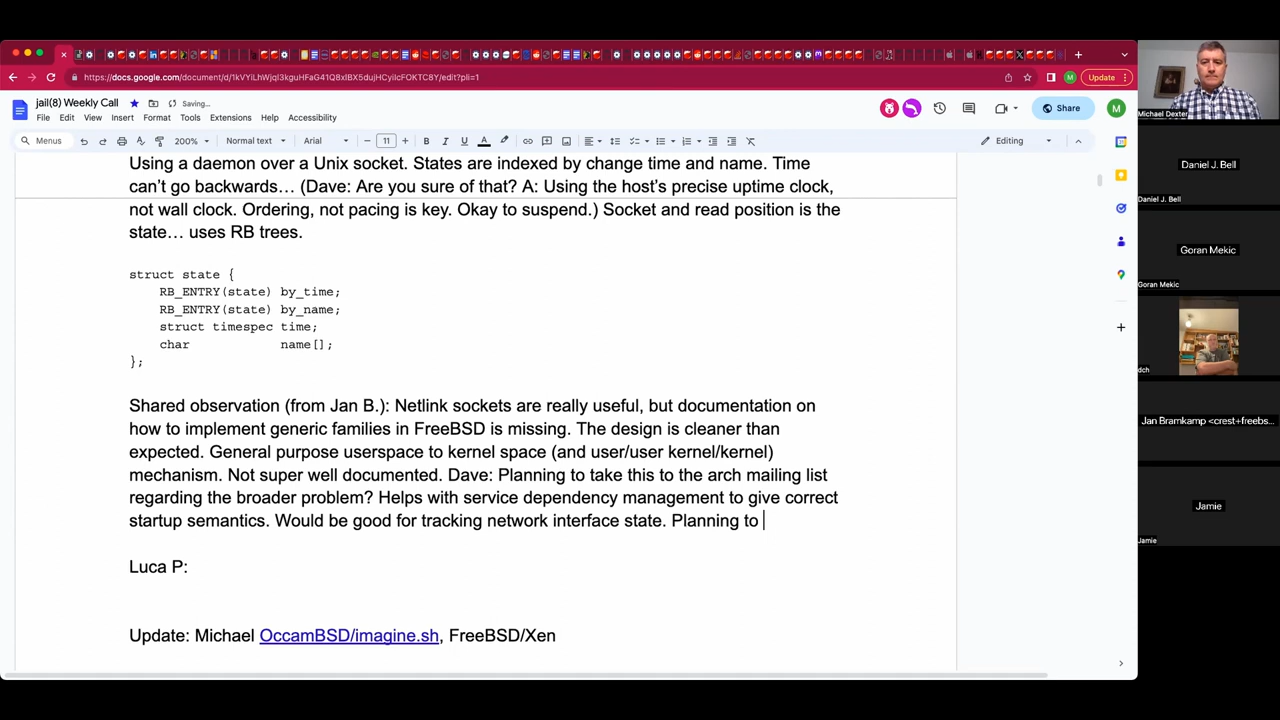 https://docs.google.com/document/d/1kVYiLhWjql3kguHFaG41Q8xlBX5dujHCyiIcFOKTC8Y/edit?pli=1
M
Update
jail(8) Weekly Call
Saving...
File Edit View Insert Format Tools Extensions Help Accessibility
Share
M
Menus
200%
Normal text
Arial
11
B I U A
Editing
Using a daemon over a Unix socket. States are indexed by change time and name. Time
can't go backwards… (Dave: Are you sure of that? A: Using the host's precise uptime clock,
not wall clock. Ordering, not pacing is key. Okay to suspend.) Socket and read position is the
state… uses RB trees.
struct state {
RB_ENTRY(state) by_time;
RB_ENTRY(state) by_name;
struct timespec time;
char name[];
};
Shared observation (from Jan B.): Netlink sockets are really useful, but documentation on
how to implement generic families in FreeBSD is missing. The design is cleaner than
expected. General purpose userspace to kernel space (and user/user kernel/kernel)
mechanism. Not super well documented. Dave: Planning to take this to the arch mailing list
regarding the broader problem? Helps with service dependency management to give correct
startup semantics. Would be good for tracking network interface state. Planning to
Luca P:
Update: Michael OccamBSD/imagine.sh, FreeBSD/Xen
Michael Dexter
Daniel J. Bell
Daniel J. Bell
Goran Mekic
Goran Mekic
dch
Jan Bramkamp <crest+freebs...
Jamie
Jamie